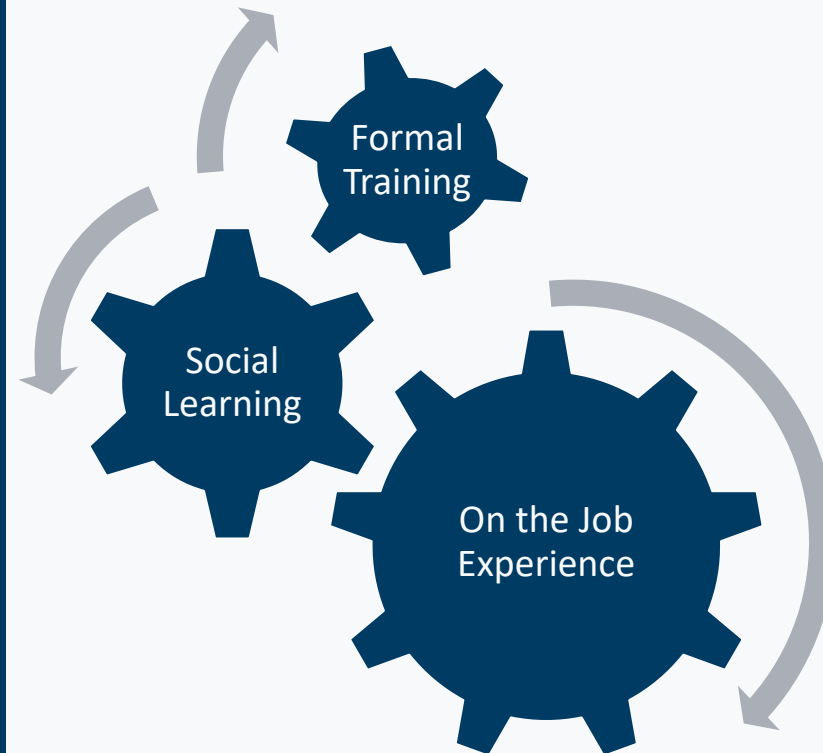 Formal
Training
Social
Learning
On the Job
Experience